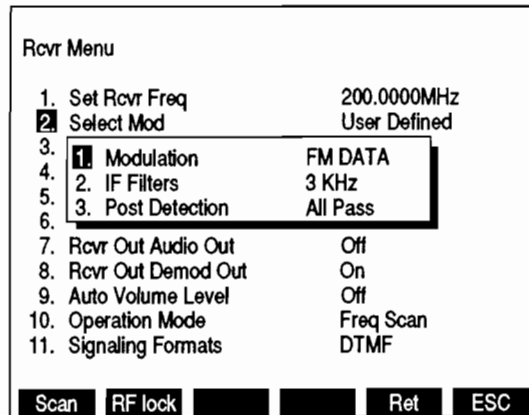 Rcvr Menu
1. Set Rcvr Freq 200.0000MHz
2. Select Mod User Defined
3.
1. Modulation FM DATA
4.
2. IF Filters 3 KHz
5.
3. Post Detection All Pass
6.
7. Rcvr Out Audio Out Off
8. Rcvr Out Demod Out On
9. Auto Volume Level Off
10. Operation Mode Freq Scan
11. Signaling Formats DTMF
Scan RF lock Ret ESC